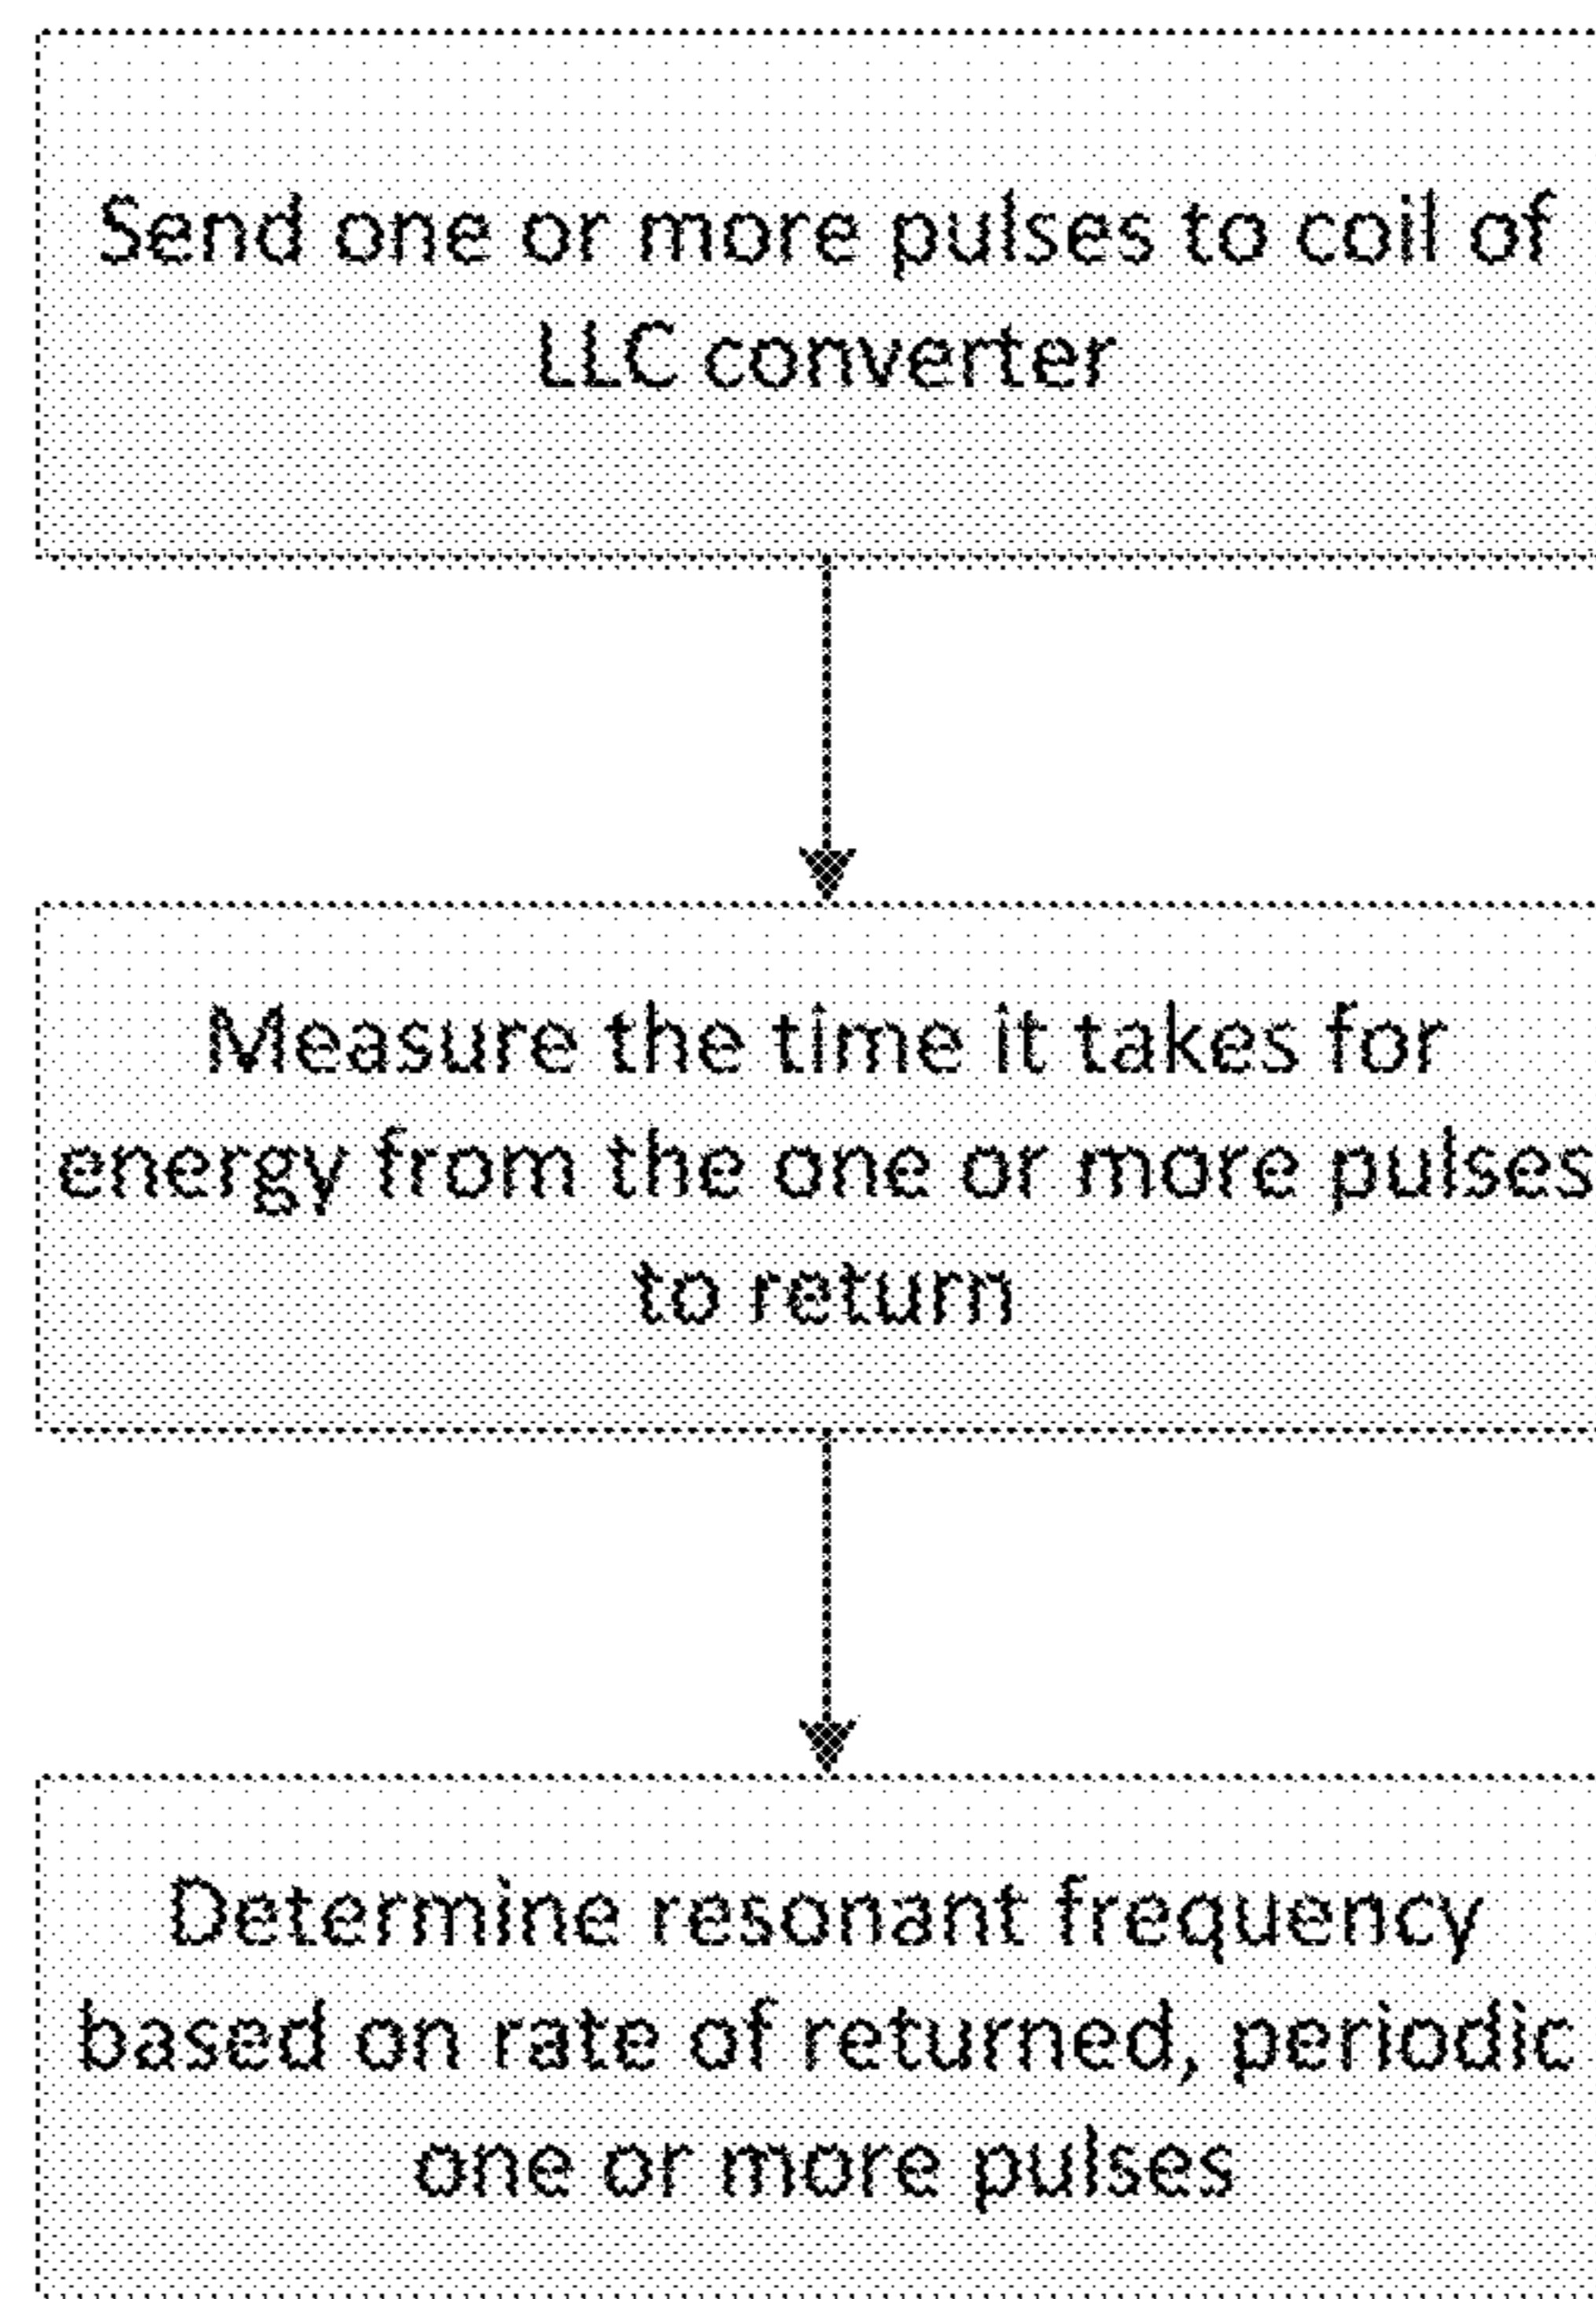 Send one or more pulses to coil of
LLC converter
Measure the time it takes for
energy from the one or more pulses
to return
Determine resonant frequency
based on rate of returned, periodic
one or more pulses